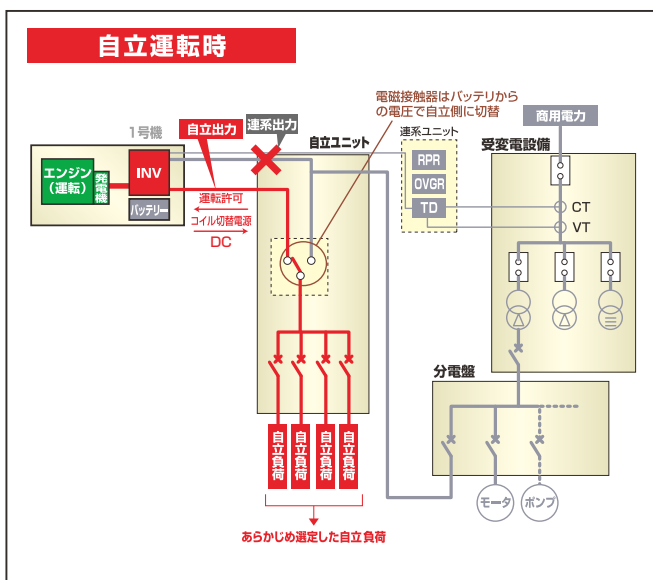 自立運転時
電磁接触器はバッテリから
の電圧で自立側に切替
商用電力
1号機
自立出力
連系出力
自立ユニット
連系ユニット
受変電設備
エンジン
(運転)
発電機
INV
バッテリー
RPR
OVGR
TD
CT
VT
運転許可
コイル切替電源
DC
分電盤
自立負荷
自立負荷
自立負荷
自立負荷
モータ
ポンプ
あらかじめ選定した自立負荷